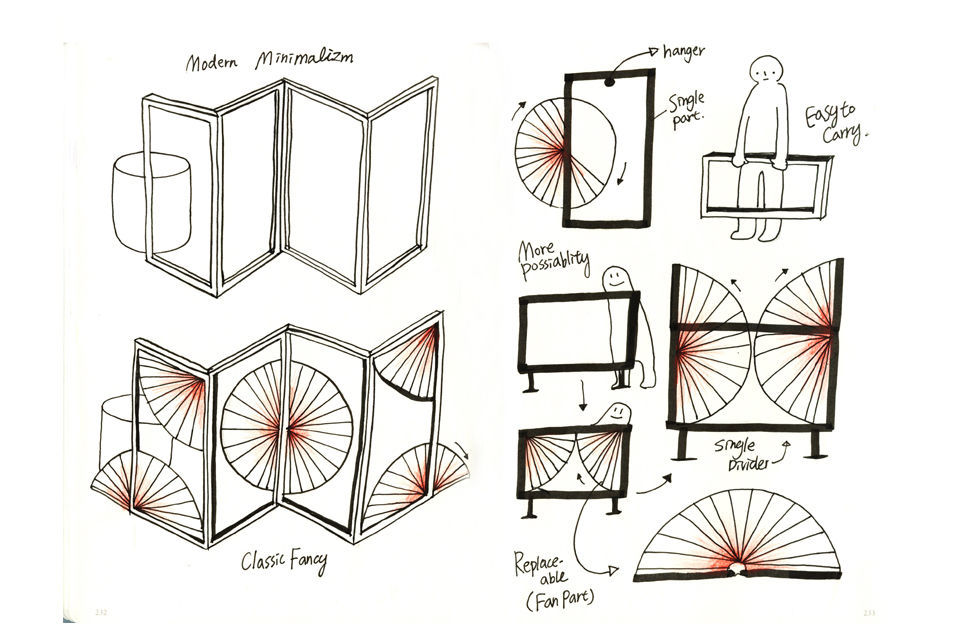 Modern Minimalizm
Classic Fancy
hanger
Single
part.
Easy to
Carry.
More
possiablity
Single
Divider
Replace-
able
(Fan Part)
232
233